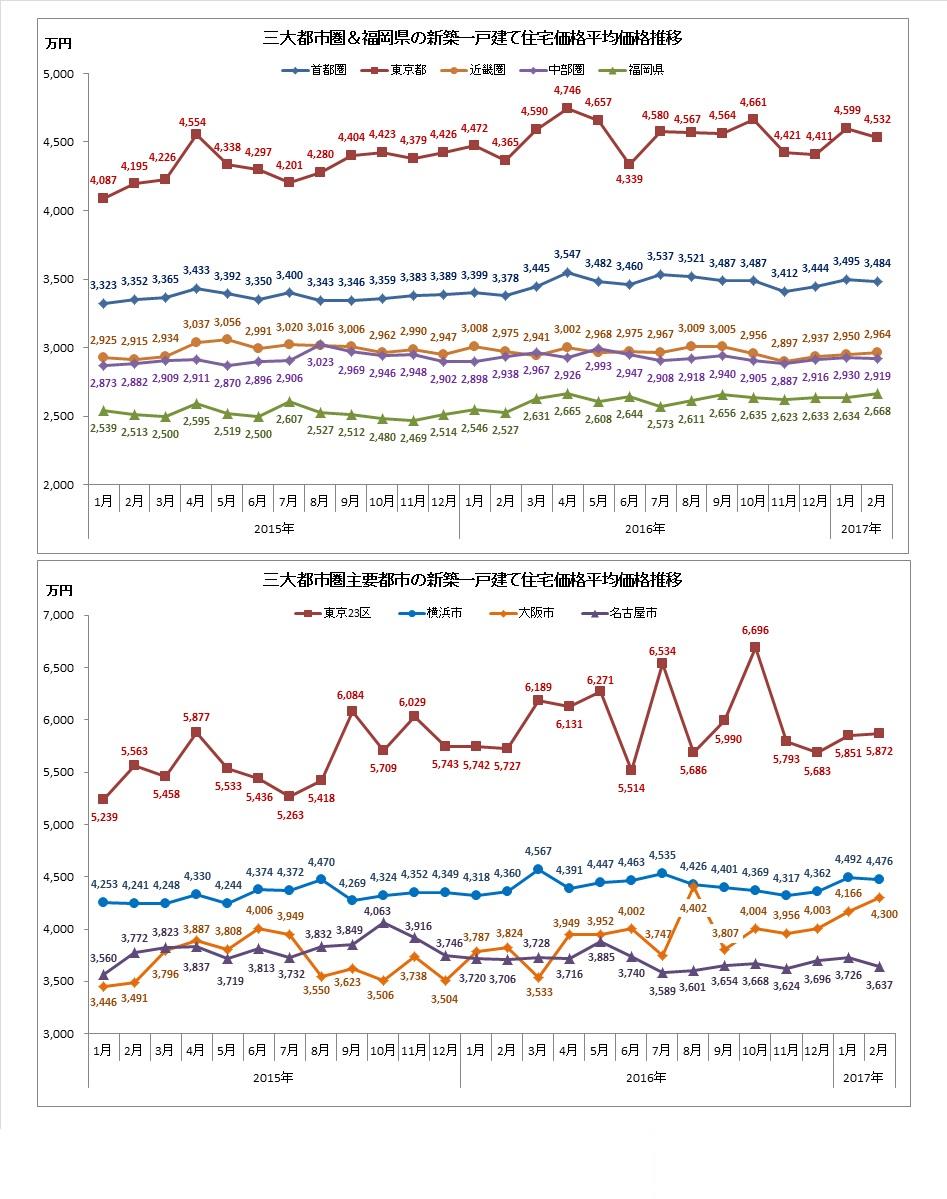 三大都市圏＆福岡県の新築一戸建て住宅価格平均価格推移
万円
首都圏 東京都 近畿圏 中部圏 福岡県
5,000
4,500
4,000
3,500
3,000
2,500
2,000
4,087 4,195 4,226 4,554 4,338 4,297 4,201 4,280 4,404 4,423 4,379 4,426 4,472 4,365 4,590 4,746 4,657 4,339 4,580 4,567 4,564 4,661 4,421 4,411 4,599 4,532
3,323 3,352 3,365 3,433 3,392 3,350 3,400 3,343 3,346 3,359 3,383 3,389 3,399 3,378 3,445 3,547 3,482 3,460 3,537 3,521 3,487 3,487 3,412 3,444 3,495 3,484
2,925 2,915 2,934 3,037 3,056 2,991 3,020 3,016 3,006 2,962 2,990 2,947 3,008 2,975 2,941 3,002 2,968 2,975 2,967 3,009 3,005 2,956 2,897 2,937 2,950 2,964
2,873 2,882 2,909 2,911 2,870 2,896 2,906 3,023 2,969 2,946 2,948 2,902 2,898 2,938 2,967 2,926 2,993 2,947 2,908 2,918 2,940 2,905 2,887 2,916 2,930 2,919
2,539 2,513 2,500 2,595 2,519 2,500 2,607 2,527 2,512 2,480 2,469 2,514 2,546 2,527 2,631 2,665 2,608 2,644 2,573 2,611 2,656 2,635 2,623 2,633 2,634 2,668
1月 2月 3月 4月 5月 6月 7月 8月 9月 10月 11月 12月 1月 2月 3月 4月 5月 6月 7月 8月 9月 10月 11月 12月 1月 2月
2015年 2016年 2017年
三大都市圏主要都市の新築一戸建て住宅価格平均価格推移
万円
東京23区 横浜市 大阪市 名古屋市
7,000
6,500
6,000
5,500
5,000
4,500
4,000
3,500
3,000
5,239 5,563 5,458 5,877 5,533 5,436 5,263 5,418 6,084 5,709 6,029 5,743 5,742 5,727 6,189 6,131 6,271 5,514 6,534 5,686 5,990 6,696 5,793 5,683 5,851 5,872
4,253 4,241 4,248 4,330 4,244 4,374 4,372 4,470 4,269 4,324 4,352 4,349 4,318 4,360 4,567 4,391 4,447 4,463 4,535 4,426 4,401 4,369 4,317 4,362 4,492 4,476
3,446 3,491 3,796 3,887 3,808 4,006 3,949 3,550 3,623 3,506 3,738 3,504 3,787 3,824 3,533 3,949 3,952 4,002 3,747 4,402 3,807 4,004 3,956 4,003 4,166 4,300
3,560 3,772 3,823 3,837 3,719 3,813 3,732 3,832 3,849 4,063 3,916 3,746 3,720 3,706 3,728 3,716 3,885 3,740 3,589 3,601 3,654 3,668 3,624 3,696 3,726 3,637
1月 2月 3月 4月 5月 6月 7月 8月 9月 10月 11月 12月 1月 2月 3月 4月 5月 6月 7月 8月 9月 10月 11月 12月 1月 2月
2015年 2016年 2017年